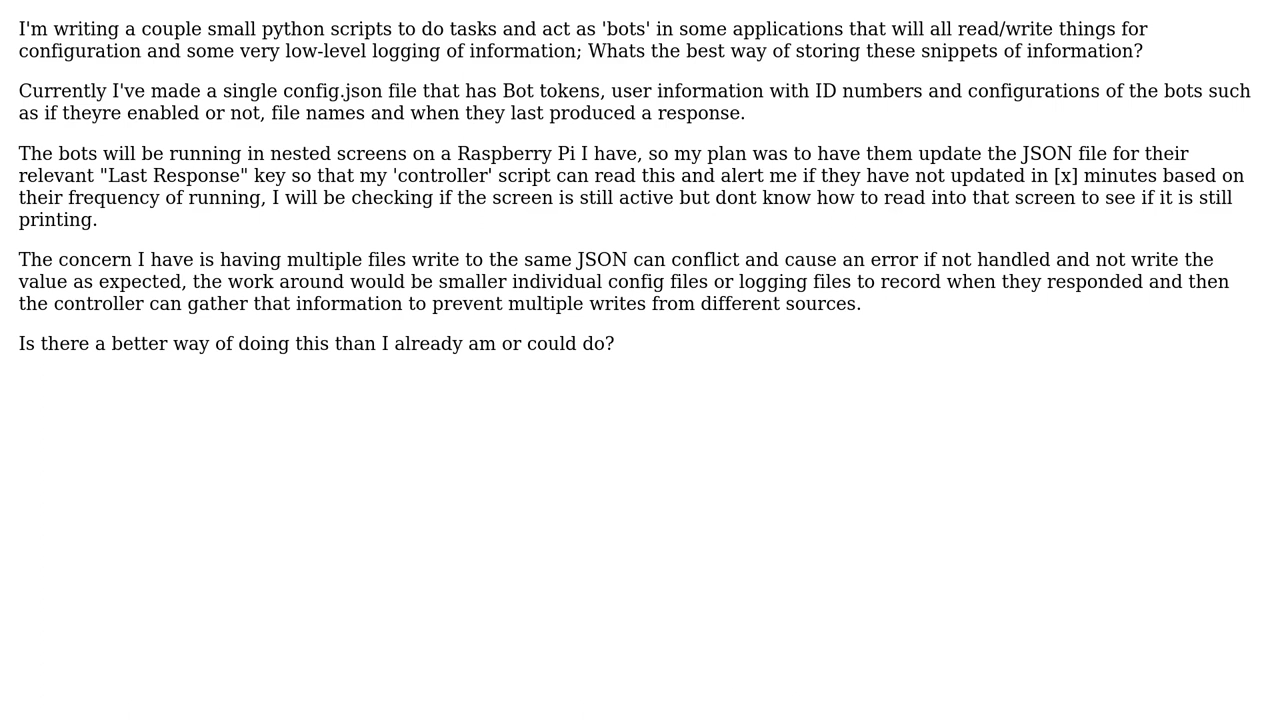 I'm writing a couple small python scripts to do tasks and act as 'bots' in some applications that will all read/write things for
configuration and some very low-level logging of information; Whats the best way of storing these snippets of information?
Currently I've made a single config.json file that has Bot tokens, user information with ID numbers and configurations of the bots such
as if theyre enabled or not, file names and when they last produced a response.
The bots will be running in nested screens on a Raspberry Pi I have, so my plan was to have them update the JSON file for their
relevant "Last Response" key so that my 'controller' script can read this and alert me if they have not updated in [x] minutes based on
their frequency of running, I will be checking if the screen is still active but dont know how to read into that screen to see if it is still
printing.
The concern I have is having multiple files write to the same JSON can conflict and cause an error if not handled and not write the
value as expected, the work around would be smaller individual config files or logging files to record when they responded and then
the controller can gather that information to prevent multiple writes from different sources.
Is there a better way of doing this than I already am or could do?